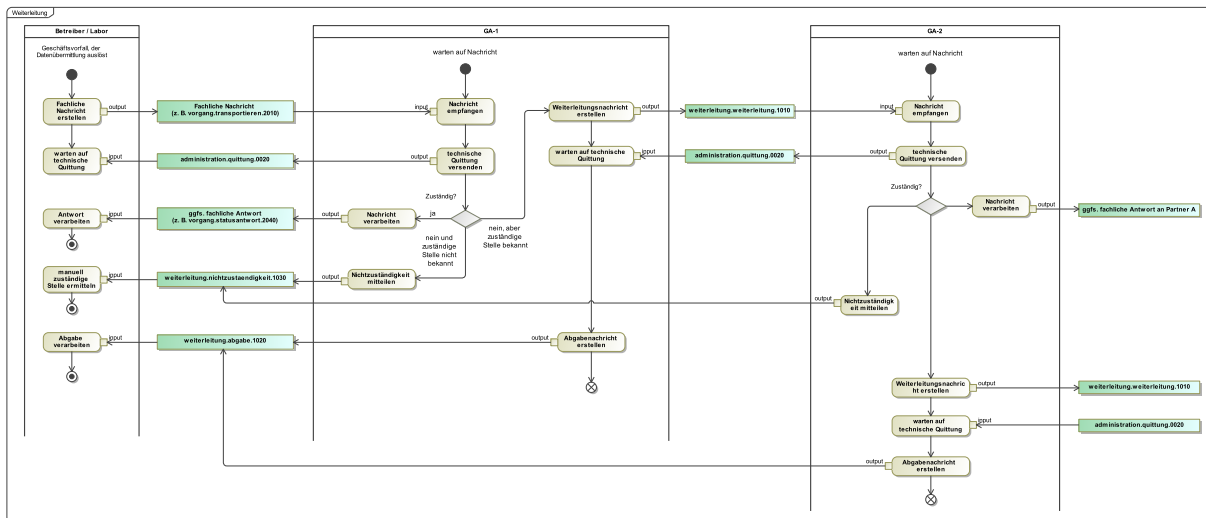 Weiterleitung
Betreiber / Labor
GA-1
GA-2
Geschäftsvorfall, der
Datenübermittlung auslöst
warten auf Nachricht
warten auf Nachricht
Fachliche
Nachricht
erstellen
output
Fachliche Nachricht
(z. B. vorgang.transportieren.2010)
input
Nachricht
empfangen
Weiterleitungsnachricht
erstellen
output
weiterleitung.weiterleitung.1010
input
Nachricht
empfangen
warten auf
technische
Quittung
input
administration.quittung.0020
output
technische
Quittung
versenden
warten auf technische
Quittung
input
administration.quittung.0020
output
technische
Quittung versenden
Zuständig?
Zuständig?
Antwort
verarbeiten
input
ggfs. fachliche Antwort
(z. B. vorgang.statusantwort.2040)
output
Nachricht
verarbeiten
ja
nein, aber
zuständige
Stelle bekannt
nein und
zuständige
Stelle nicht
bekannt
Nachricht
verarbeiten
output
ggfs. fachliche Antwort an Partner A
manuell
zuständige
Stelle ermitteln
input
weiterleitung.nichtzustaendigkeit.1030
output
Nichtzuständigkeit
mitteilen
output
Nichtzuständigk
eit mitteilen
Abgabe
verarbeiten
input
weiterleitung.abgabe.1020
output
Abgabenachricht
erstellen
Weiterleitungsnachric
ht erstellen
output
weiterleitung.weiterleitung.1010
warten auf
technische Quittung
input
administration.quittung.0020
output
Abgabenachricht
erstellen